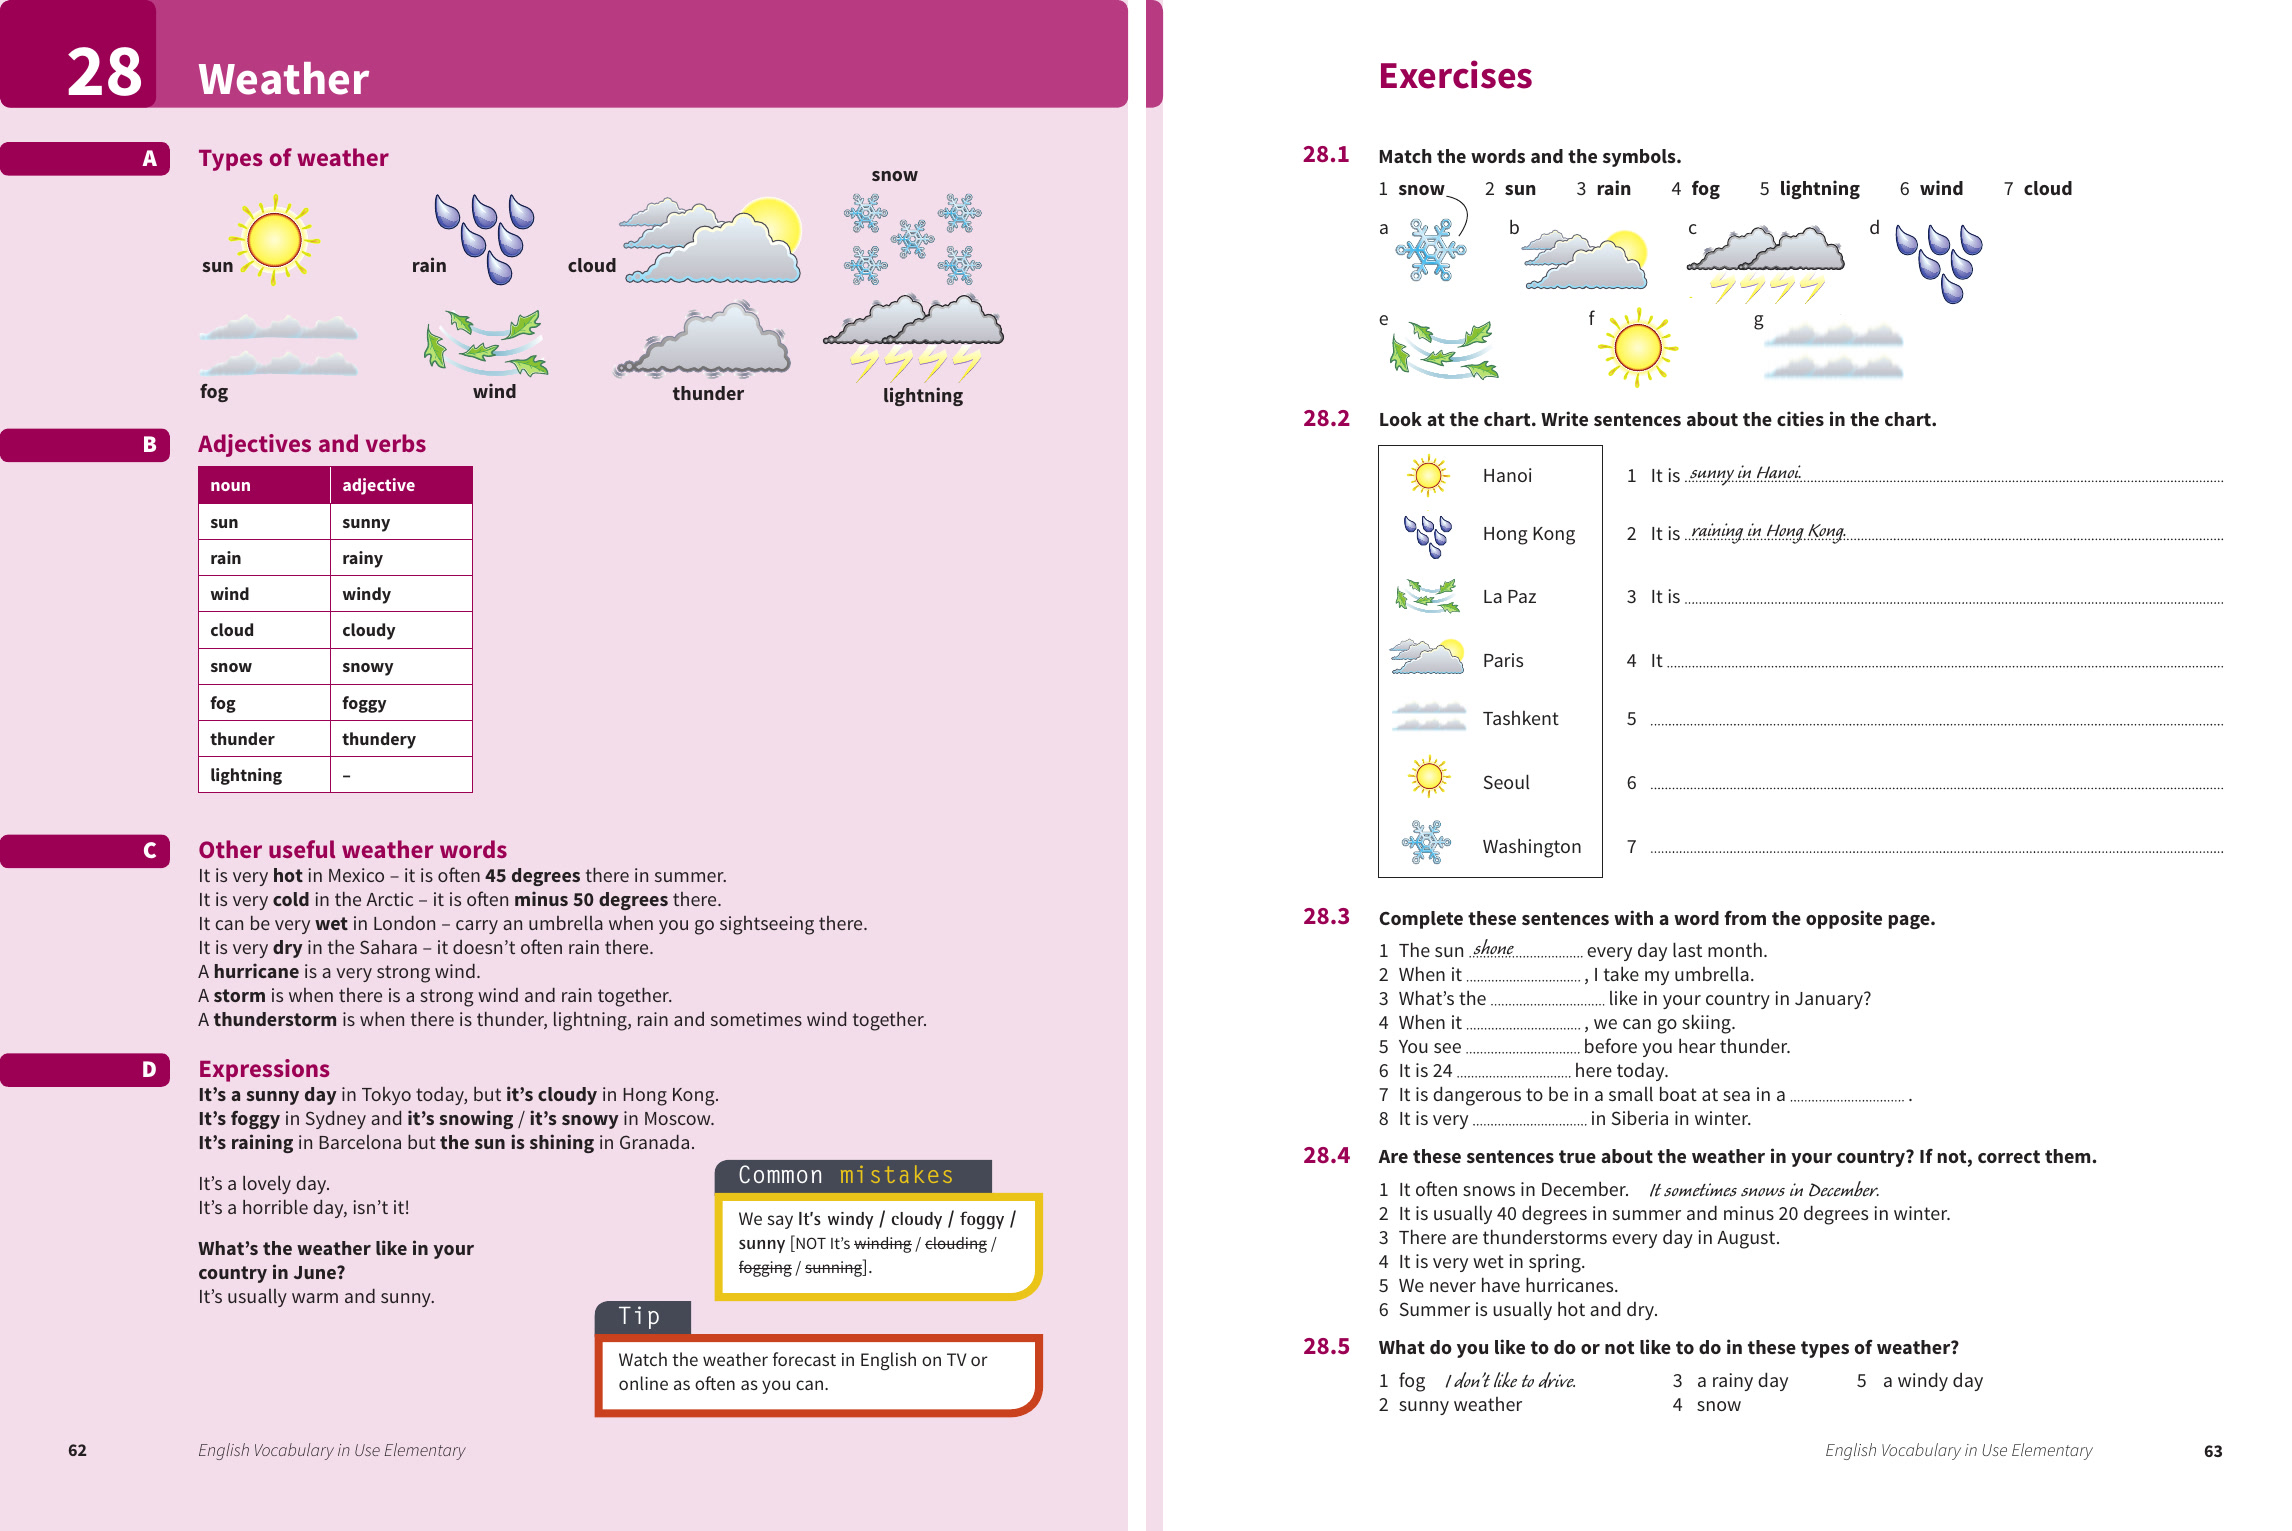 28
Weather
A
Types of weather
snow
sun
rain
cloud
fog
wind
thunder
lightning
B
Adjectives and verbs
noun adjective
sun sunny
rain rainy
wind windy
cloud cloudy
snow snowy
fog foggy
thunder thundery
lightning –
C
Other useful weather words
It is very hot in Mexico – it is often 45 degrees there in summer.
It is very cold in the Arctic – it is often minus 50 degrees there.
It can be very wet in London – carry an umbrella when you go sightseeing there.
It is very dry in the Sahara – it doesn't often rain there.
A hurricane is a very strong wind.
A storm is when there is a strong wind and rain together.
A thunderstorm is when there is thunder, lightning, rain and sometimes wind together.
D
Expressions
It's a sunny day in Tokyo today, but it's cloudy in Hong Kong.
It's foggy in Sydney and it's snowing / it's snowy in Moscow.
It's raining in Barcelona but the sun is shining in Granada.
It's a lovely day.
It's a horrible day, isn't it!
What's the weather like in your
country in June?
It's usually warm and sunny.
Common mistakes
We say It's windy / cloudy / foggy /
sunny [NOT It's winding / clouding /
fogging / sunning].
Tip
Watch the weather forecast in English on TV or
online as often as you can.
62
English Vocabulary in Use Elementary
Exercises
28.1 Match the words and the symbols.
1 snow 2 sun 3 rain 4 fog 5 lightning 6 wind 7 cloud
a b c d
e f g
28.2 Look at the chart. Write sentences about the cities in the chart.
Hanoi 1 It is sunny in Hanoi.
Hong Kong 2 It is raining in Hong Kong.
La Paz 3 It is
Paris 4 It
Tashkent 5
Seoul 6
Washington 7
28.3 Complete these sentences with a word from the opposite page.
1 The sun shone every day last month.
2 When it , I take my umbrella.
3 What's the like in your country in January?
4 When it , we can go skiing.
5 You see before you hear thunder.
6 It is 24 here today.
7 It is dangerous to be in a small boat at sea in a .
8 It is very in Siberia in winter.
28.4 Are these sentences true about the weather in your country? If not, correct them.
1 It often snows in December. It sometimes snows in December.
2 It is usually 40 degrees in summer and minus 20 degrees in winter.
3 There are thunderstorms every day in August.
4 It is very wet in spring.
5 We never have hurricanes.
6 Summer is usually hot and dry.
28.5 What do you like to do or not like to do in these types of weather?
1 fog I don't like to drive. 3 a rainy day 5 a windy day
2 sunny weather 4 snow
English Vocabulary in Use Elementary
63